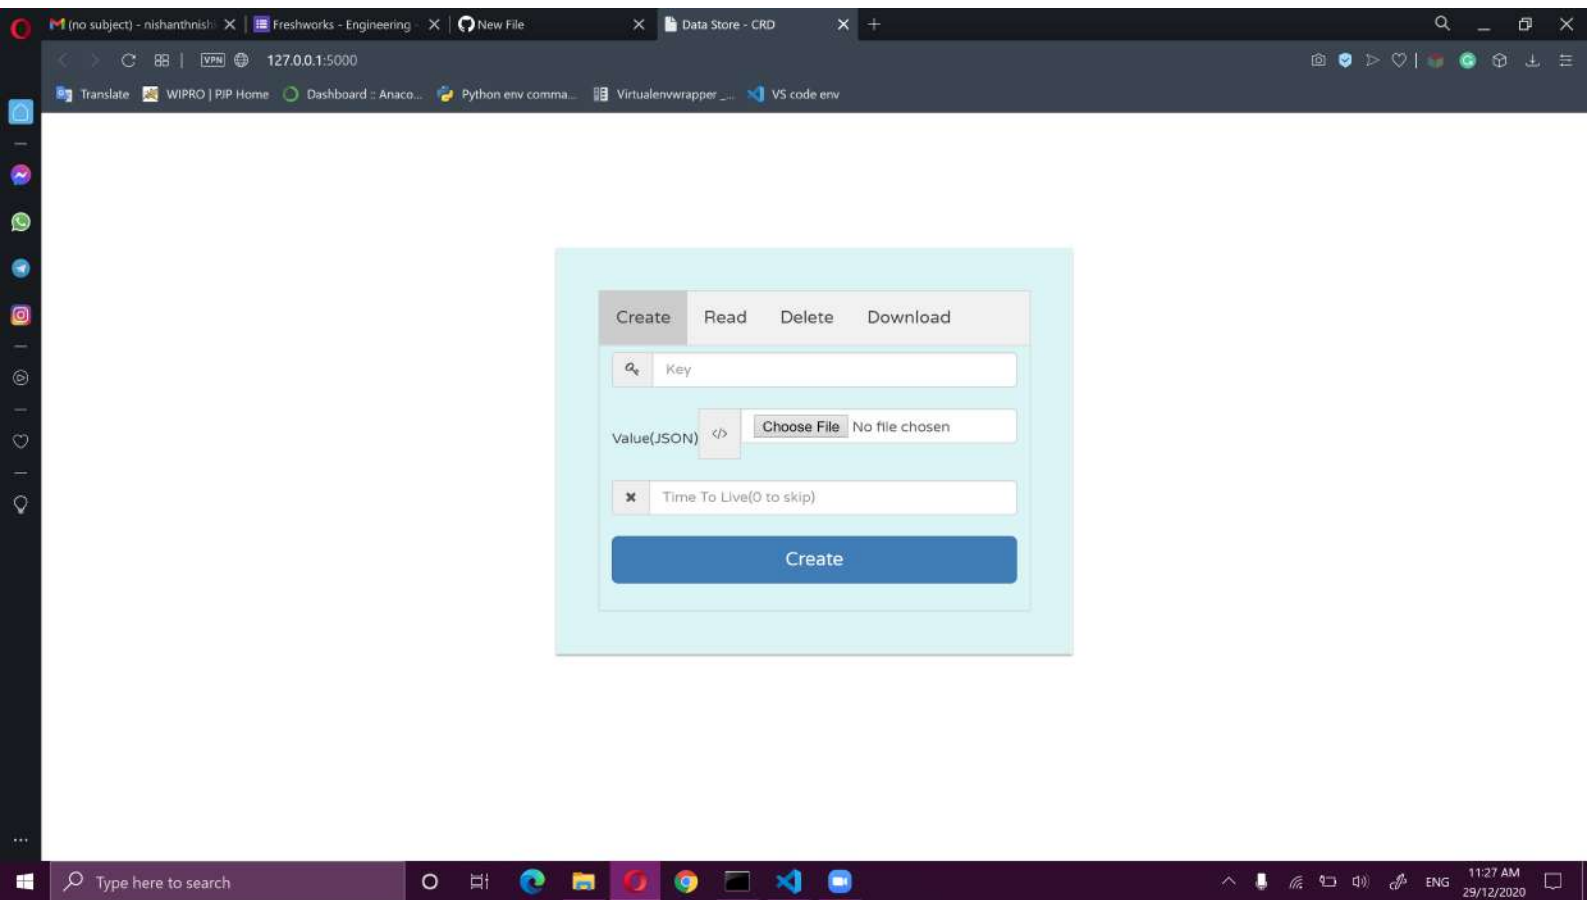 (no subject) - nishanthnish
Freshworks - Engineering -
New File
Data Store - CRD
VPN
127.0.0.1:5000
Translate
WIPRO | PJP Home
Dashboard :: Anaco...
Python env comma...
Virtualenvwrapper _...
VS code env
Create Read Delete Download
Key
Value(JSON) </> Choose File No file chosen
Time To Live(0 to skip)
Create
Type here to search
ENG
11:27 AM
29/12/2020